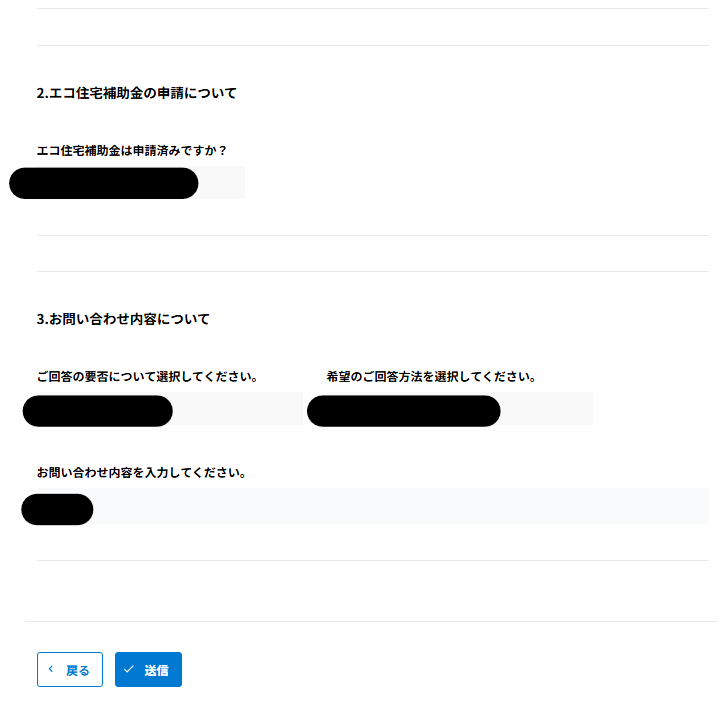 2.エコ住宅補助金の申請について
エコ住宅補助金は申請済みですか？
3.お問い合わせ内容について
ご回答の要否について選択してください。
希望のご回答方法を選択してください。
お問い合わせ内容を入力してください。
戻る
送信